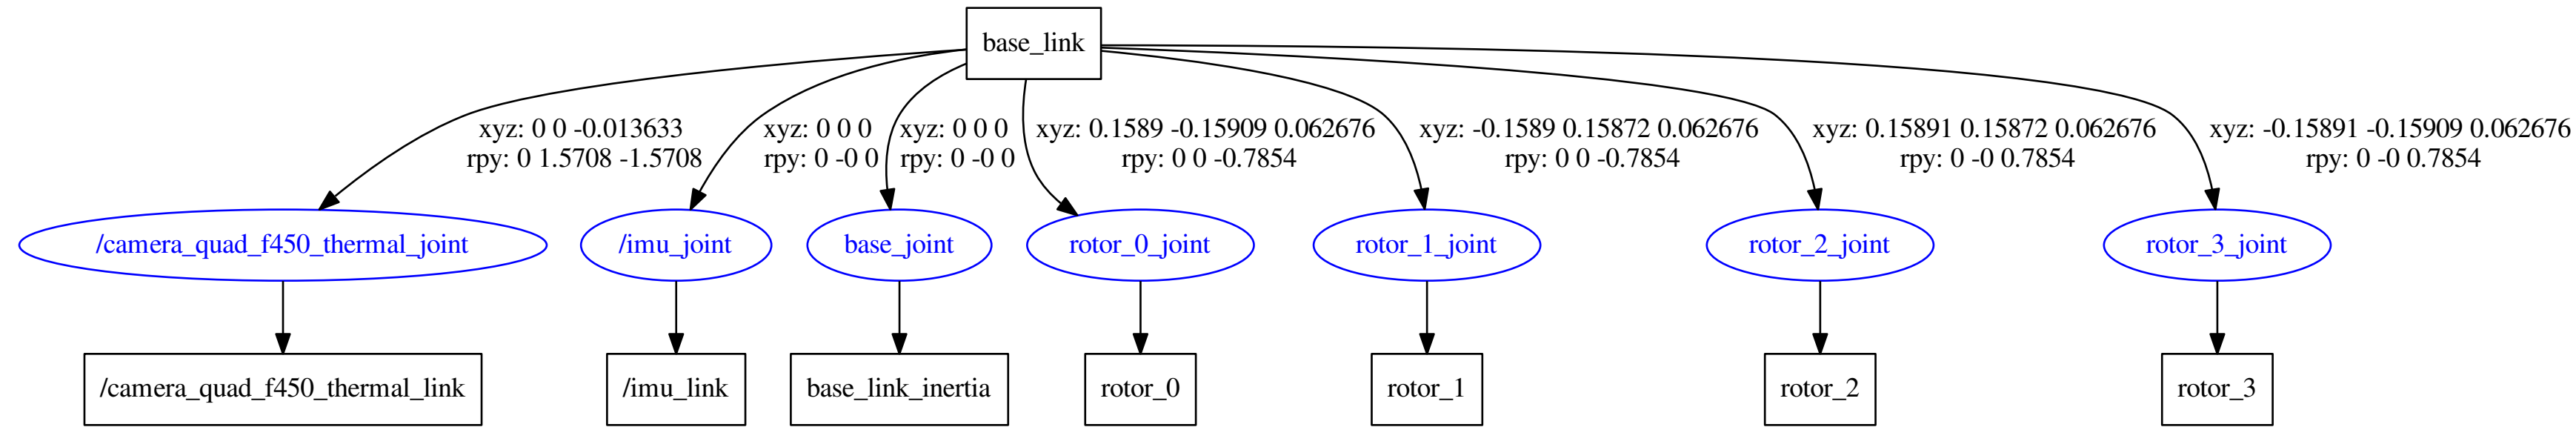 base_link
xyz: 0 0 -0.013633
rpy: 0 1.5708 -1.5708
xyz: 0 0 0
rpy: 0 -0 0
xyz: 0 0 0
rpy: 0 -0 0
xyz: 0.1589 -0.15909 0.062676
rpy: 0 0 -0.7854
xyz: -0.1589 0.15872 0.062676
rpy: 0 0 -0.7854
xyz: 0.15891 0.15872 0.062676
rpy: 0 -0 0.7854
xyz: -0.15891 -0.15909 0.062676
rpy: 0 -0 0.7854
/camera_quad_f450_thermal_joint
/imu_joint
base_joint
rotor_0_joint
rotor_1_joint
rotor_2_joint
rotor_3_joint
/camera_quad_f450_thermal_link
/imu_link
base_link_inertia
rotor_0
rotor_1
rotor_2
rotor_3